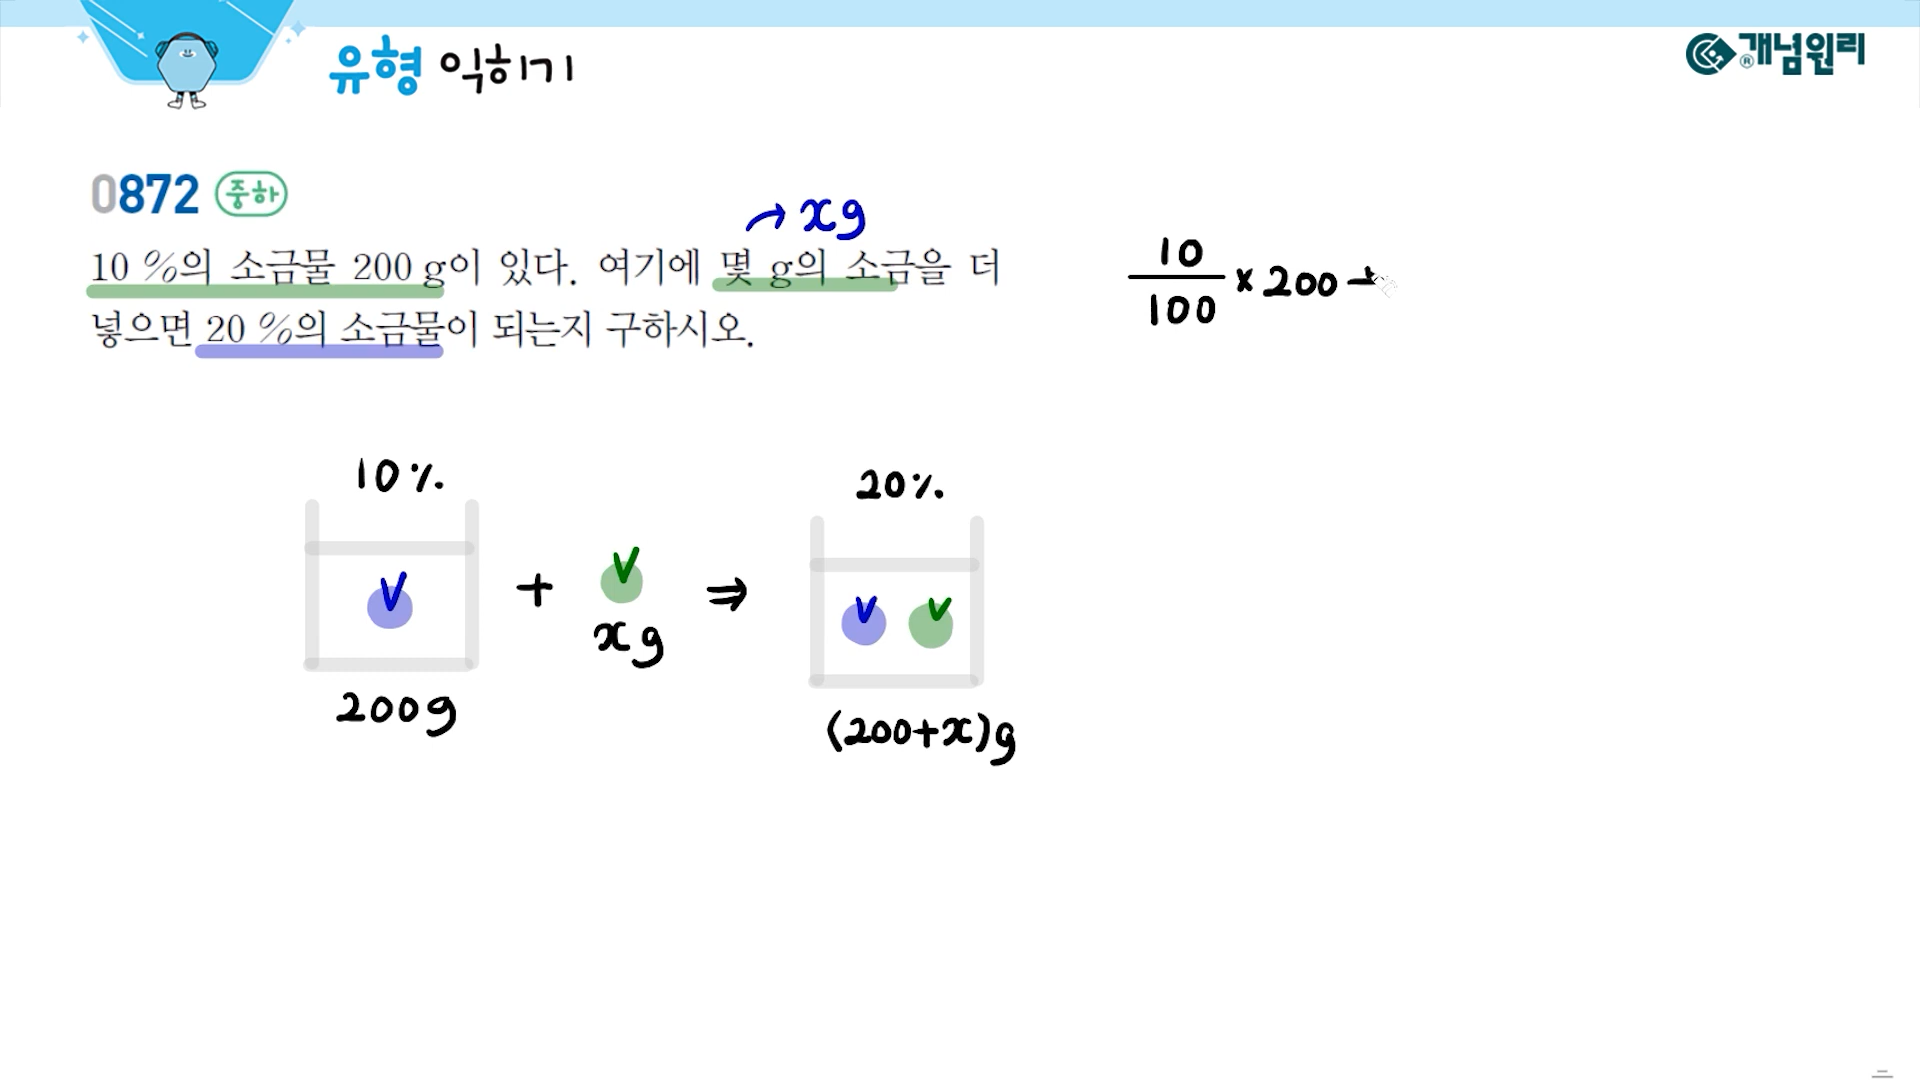 유형 익히기
개념원리®
0872 중하
→ xg
10 %의 소금물 200 g이 있다. 여기에 몇 g의 소금을 더
넣으면 20 %의 소금물이 되는지 구하시오.
10/100 × 200 +
10%
20%
+ xg ⇒
200g
(200+x)g